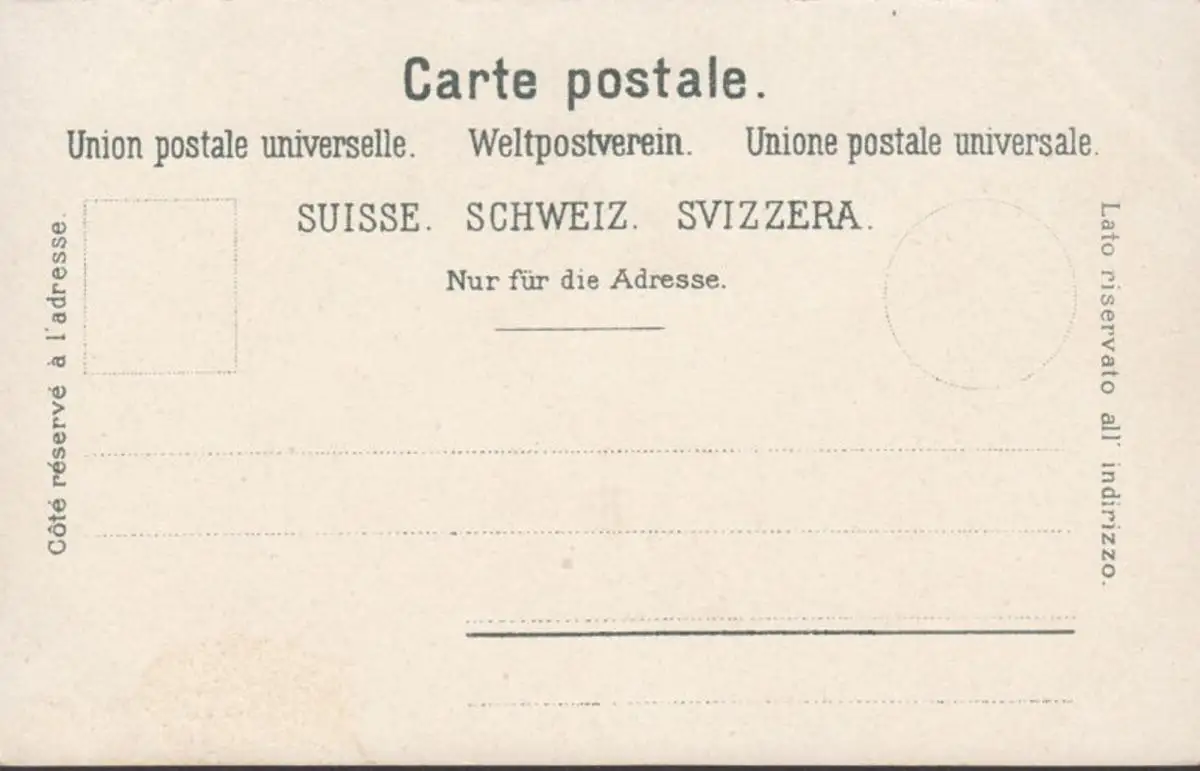 Carte postale.
Union postale universelle. Weltpostverein. Unione postale universale.
SUISSE. SCHWEIZ. SVIZZERA.
Nur für die Adresse.
Côté réservé à l'adresse.
Lato riservato all' indirizzo.